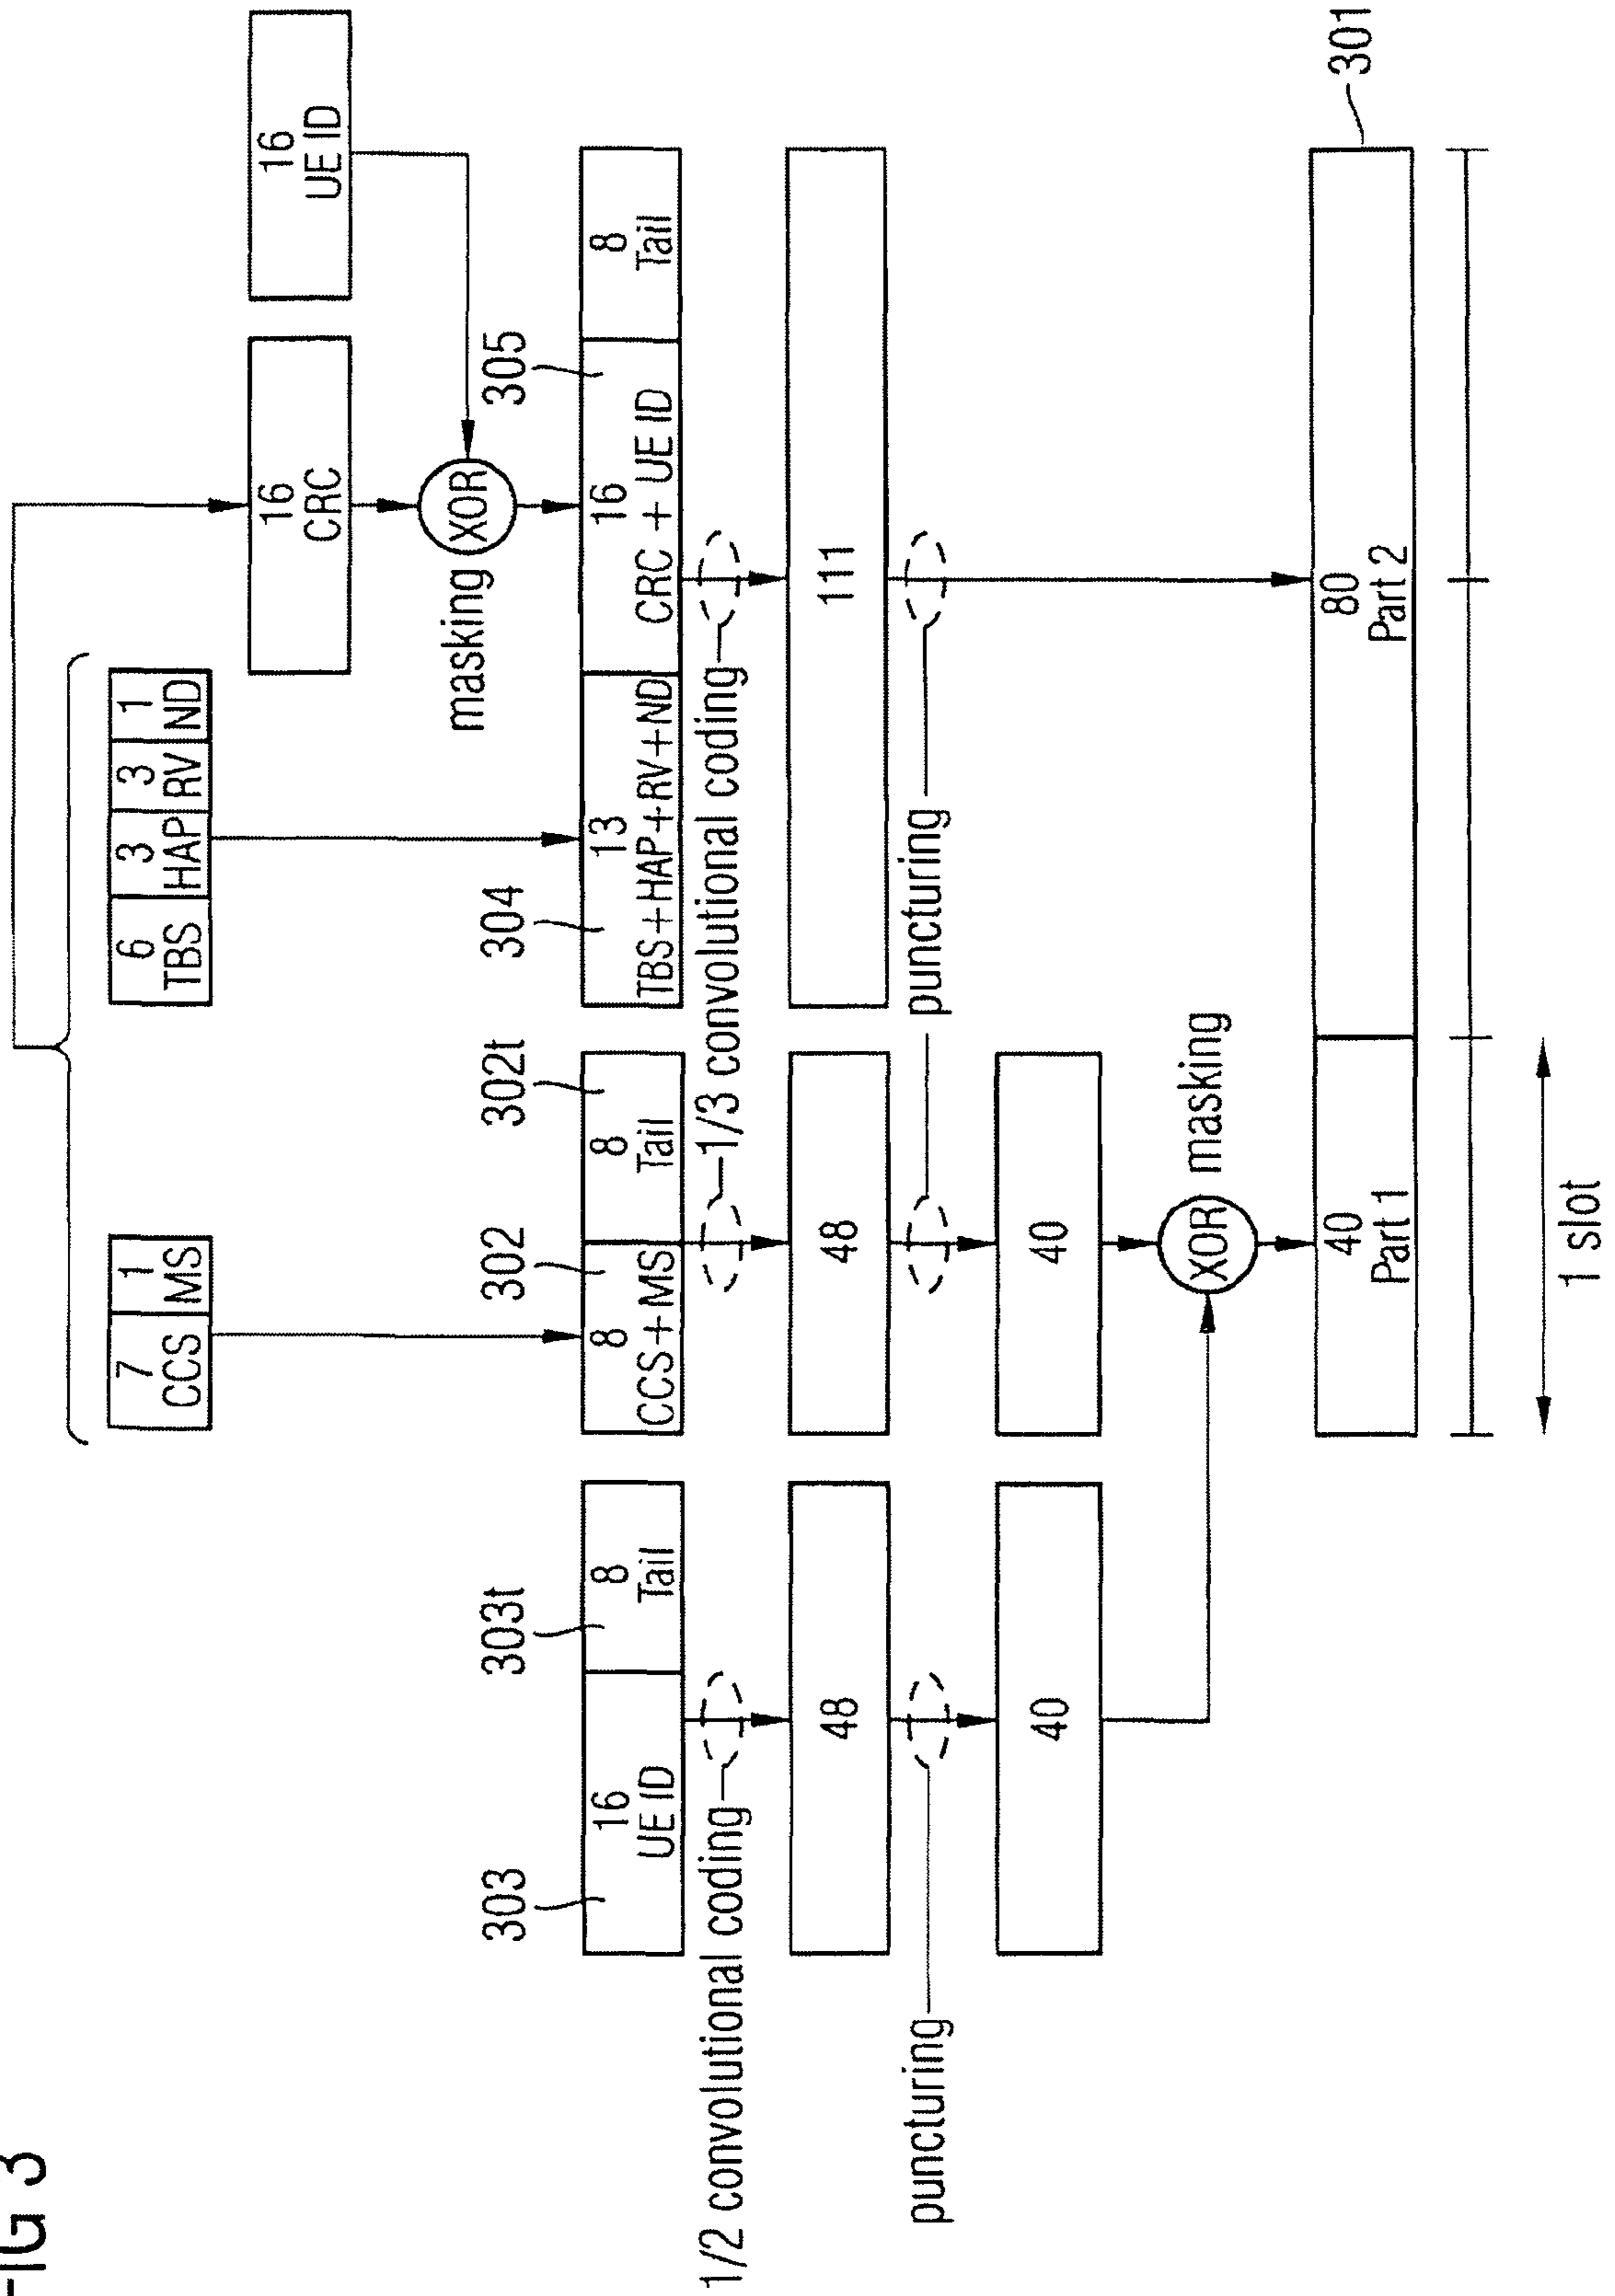 FIG 3
7
CCS
1
MS
6
TBS
3
HAP
3
RV
1
ND
16
CRC
16
UE ID
masking
XOR
303
303t
302
302t
304
305
16
UE ID
8
Tail
8
CCS+MS
8
Tail
13
TBS+HAP+RV+ND
16
CRC + UE ID
8
Tail
1/2 convolutional coding
1/3 convolutional coding
48
48
111
puncturing
puncturing
40
40
XOR
masking
40
Part 1
80
Part 2
301
1 slot